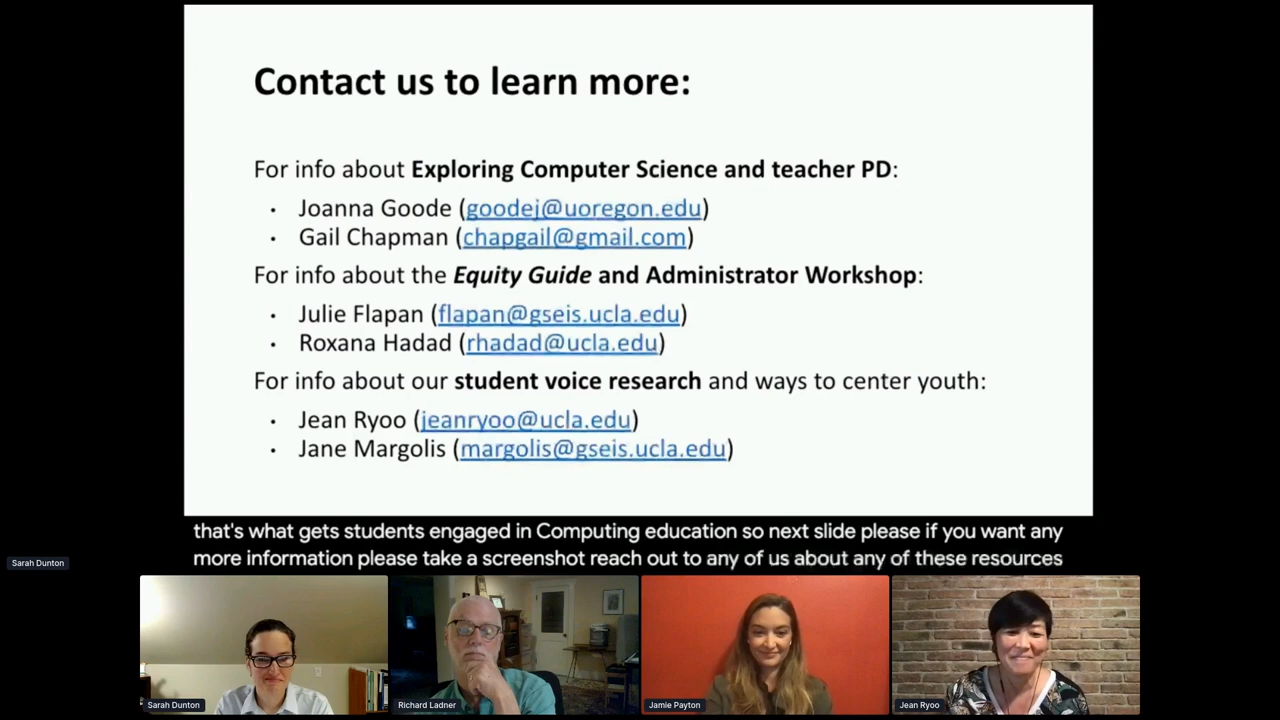 Contact us to learn more:
For info about Exploring Computer Science and teacher PD:
• Joanna Goode (goodej@uoregon.edu)
• Gail Chapman (chapgail@gmail.com)
For info about the Equity Guide and Administrator Workshop:
• Julie Flapan (flapan@gseis.ucla.edu)
• Roxana Hadad (rhadad@ucla.edu)
For info about our student voice research and ways to center youth:
• Jean Ryoo (jeanryoo@ucla.edu)
• Jane Margolis (margolis@gseis.ucla.edu)
that's what gets students engaged in Computing education so next slide please if you want any
more information please take a screenshot reach out to any of us about any of these resources
Sarah Dunton
Sarah Dunton
Richard Ladner
Jamie Payton
Jean Ryoo